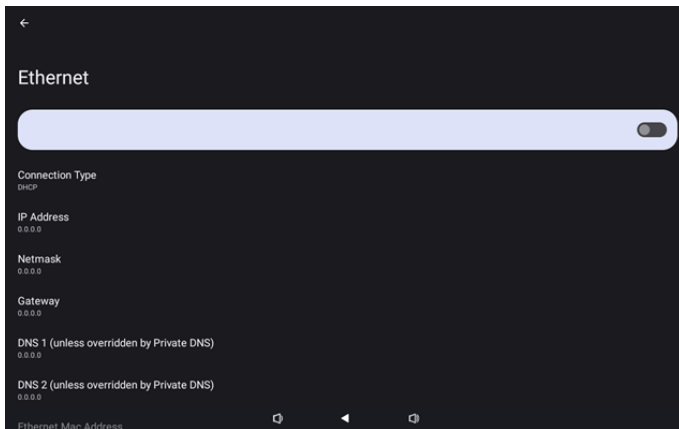 Ethernet
Connection Type
DHCP
IP Address
0.0.0.0
Netmask
0.0.0.0
Gateway
0.0.0.0
DNS 1 (unless overridden by Private DNS)
0.0.0.0
DNS 2 (unless overridden by Private DNS)
0.0.0.0
Ethernet Mac Address